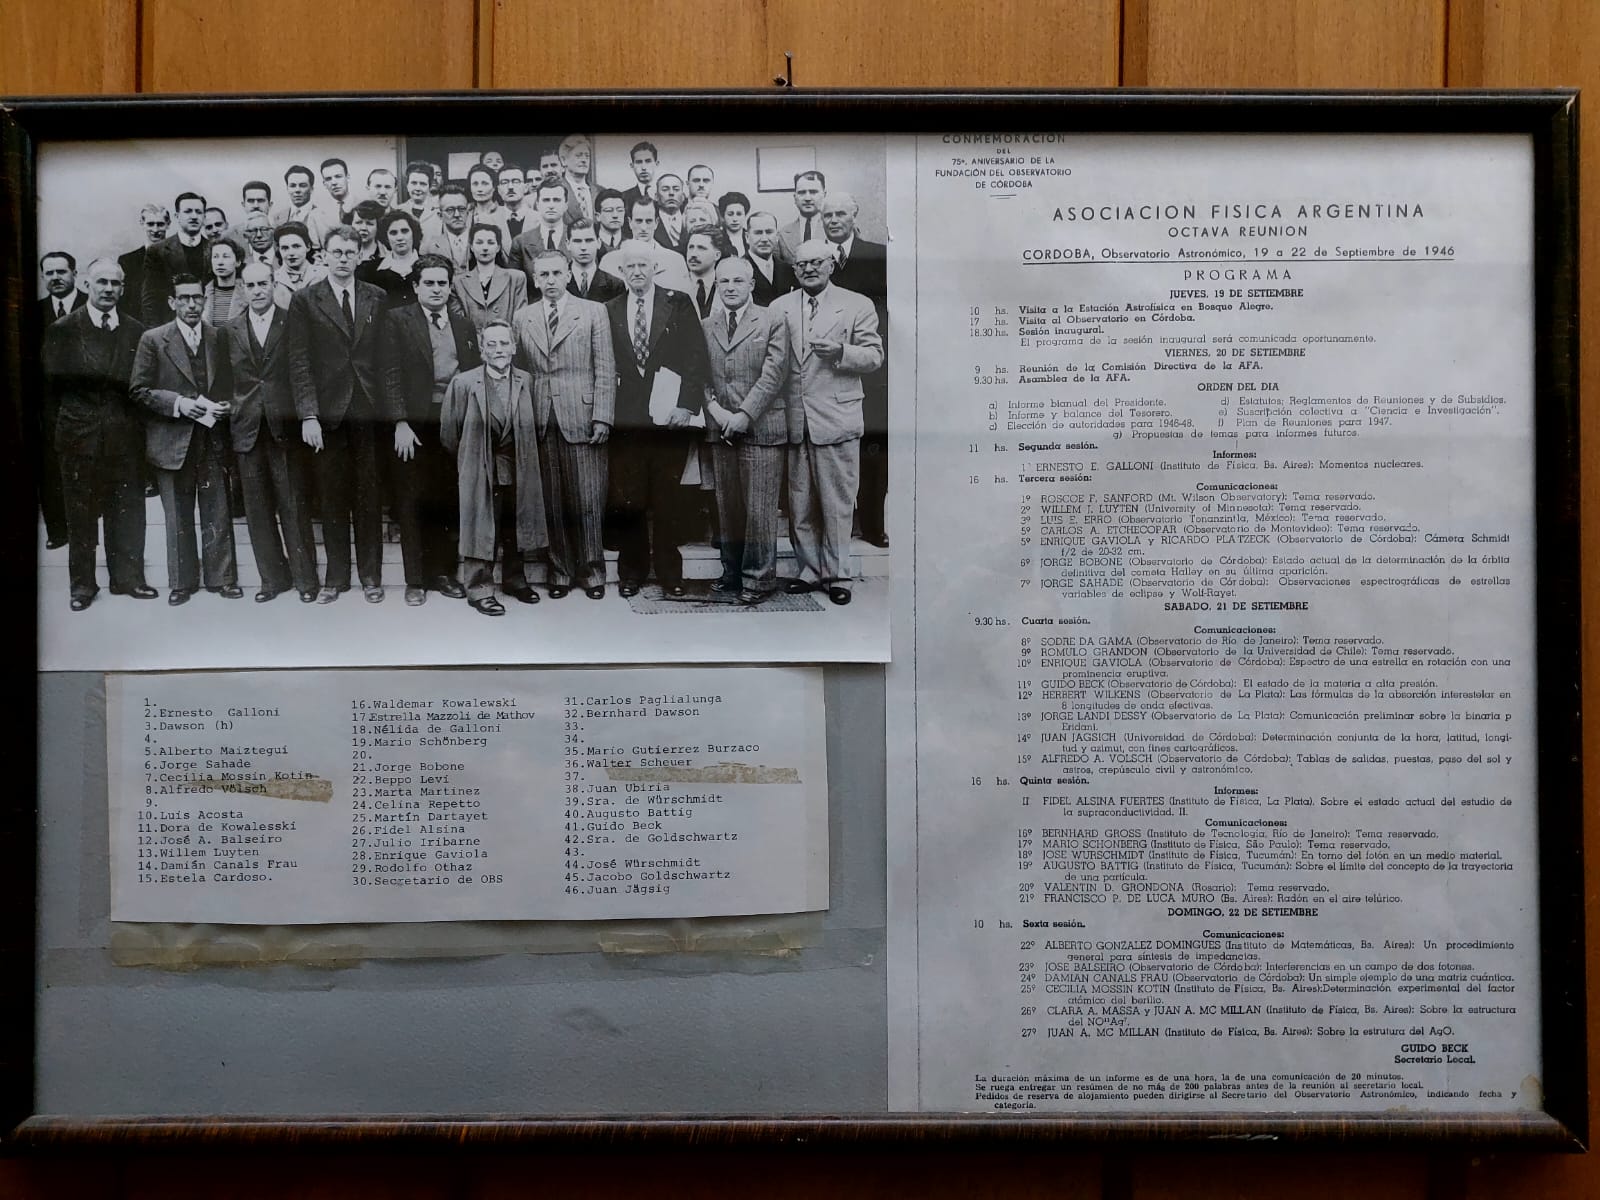 1.
2.Ernesto Galloni
3.Dawson (h)
4.
5.Alberto Maiztegui
6.Jorge Sahade
7.Cecilia Mossin Kotin
8.Alfredo Völsch
9.
10.Luis Acosta
11.Dora de Kowalesski
12.José A. Balseiro
13.Willem Luyten
14.Damián Canals Frau
15.Estela Cardoso.
16.Waldemar Kowalewski
17.Estrella Mazzoli de Mathov
18.Nélida de Galloni
19.Mario Schönberg
20.
21.Jorge Bobone
22.Beppo Levi
23.Marta Martinez
24.Celina Repetto
25.Martín Dartayet
26.Fidel Alsina
27.Julio Iribarne
28.Enrique Gaviola
29.Rodolfo Othaz
30.Secretario de OBS
31.Carlos Paglialunga
32.Bernhard Dawson
33.
34.
35.Mario Gutierrez Burzaco
36.Walter Scheuer
37.
38.Juan Ubiria
39.Sra. de Würschmidt
40.Augusto Battig
41.Guido Beck
42.Sra. de Goldschwartz
43.
44.José Würschmidt
45.Jacobo Goldschwartz
46.Juan Jägsig
CONMEMORACION
DEL
75º. ANIVERSARIO DE LA
FUNDACIÓN DEL OBSERVATORIO
DE CÓRDOBA
ASOCIACION FISICA ARGENTINA
OCTAVA REUNION
CORDOBA, Observatorio Astronómico, 19 a 22 de Septiembre de 1946
PROGRAMA
JUEVES, 19 DE SETIEMBRE
10 hs. Visita a la Estación Astrofísica en Bosque Alegre.
17 hs. Visita al Observatorio en Córdoba.
18.30 hs. Sesión inaugural.
El programa de la sesión inaugural será comunicada oportunamente.
VIERNES, 20 DE SETIEMBRE
9 hs. Reunión de la Comisión Directiva de la AFA.
9.30 hs. Asamblea de la AFA.
ORDEN DEL DIA
a) Informe bianual del Presidente.
b) Informe y balance del Tesorero.
c) Elección de autoridades para 1946-48.
d) Estatutos; Reglamentos de Reuniones y de Subsidios.
e) Suscripción colectiva a "Ciencia e Investigación".
f) Plan de Reuniones para 1947.
g) Propuestas de temas para informes futuros.
11 hs. Segunda sesión.
Informes:
1º ERNESTO E. GALLONI (Instituto de Física, Bs. Aires): Momentos nucleares.
16 hs. Tercera sesión:
Comunicaciones:
1º ROSCOE F. SANFORD (Mt. Wilson Observatory): Tema reservado.
2º WILLEM J. LUYTEN (University of Minnesota): Tema reservado.
3º LUIS E. ERRO (Observatorio Tonanzintla, México): Tema reservado.
5º CARLOS A. ETCHECOPAR (Observatorio de Montevideo): Tema reservado.
5º ENRIQUE GAVIOLA y RICARDO PLATZECK (Observatorio de Córdoba): Cámera Schmidt
f/2 de 20-32 cm.
6º JORGE BOBONE (Observatorio de Córdoba): Estado actual de la determinación de la órbita
definitiva del cometa Halley en su última aparición.
7º JORGE SAHADE (Observatorio de Córdoba): Observaciones espectrográficas de estrellas
variables de eclipse y Wolf-Rayet.
SABADO, 21 DE SETIEMBRE
9.30 hs. Cuarta sesión.
Comunicaciones:
8º SODRE DA GAMA (Observatorio de Río de Janeiro): Tema reservado.
9º ROMULO GRANDON (Observatorio de la Universidad de Chile): Tema reservado.
10º ENRIQUE GAVIOLA (Observatorio de Córdoba): Espectro de una estrella en rotación con una
prominencia eruptiva.
11º GUIDO BECK (Observatorio de Córdoba): El estado de la materia a alta presión.
12º HERBERT WILKENS (Observatorio de La Plata): Las fórmulas de la absorción interestelar en
8 longitudes de onda efectivas.
13º JORGE LANDI DESSY (Observatorio de La Plata): Comunicación preliminar sobre la binaria p
Eridani.
14º JUAN JAGSICH (Universidad de Córdoba): Determinación conjunta de la hora, latitud, longi-
tud y azimut, con fines cartográficos.
15º ALFREDO A. VÖLSCH (Observatorio de Córdoba): Tablas de salidas, puestas, paso del sol y
astros, crepúsculo civil y astronómico.
16 hs. Quinta sesión.
Informes:
II FIDEL ALSINA FUERTES (Instituto de Física, La Plata). Sobre el estado actual del estudio de
la supraconductividad. II.
Comunicaciones:
16º BERNHARD GROSS (Instituto de Tecnología, Río de Janeiro): Tema reservado.
17º MARIO SCHONBERG (Instituto de Física, São Paulo): Tema reservado,
18º JOSE WURSCHMIDT (Instituto de Física, Tucumán): En torno del fotón en un medio material.
19º AUGUSTO BATTIG (Instituto de Física, Tucumán): Sobre el límite del concepto de la trayectoria
de una partícula.
20º VALENTIN D. GRONDONA (Rosario): Tema reservado.
21º FRANCISCO P. DE LUCA MURO (Bs. Aires): Radón en el aire telúrico.
DOMINGO, 22 DE SETIEMBRE
10 hs. Sexta sesión.
Comunicaciones:
22º ALBERTO GONZALEZ DOMINGUES (Instituto de Matemáticas, Bs. Aires): Un procedimiento
general para síntesis de impedancias.
23º JOSE BALSEIRO (Observatorio de Córdoba): Interferencias en un campo de dos fotones.
24º DAMIAN CANALS FRAU (Observatorio de Córdoba): Un simple ejemplo de una matriz cuántica.
25º CECILIA MOSSIN KOTIN (Instituto de Física, Bs. Aires):Determinación experimental del factor
atómico del berilio.
26º CLARA A. MASSA y JUAN A. MC MILLAN (Instituto de Física, Bs. Aires): Sobre la estructura
del
27º JUAN A. MC MILLAN (Instituto de Física, Bs. Aires): Sobre la estrutura del AgO.
GUIDO BECK
Secretario Local.
La duración máxima de un informe es de una hora, la de una comunicación de 20 minutos.
Se ruega entregar un resúmen de no más de 200 palabras antes de la reunión al secretario local.
Pedidos de reserva de alojamiento pueden dirigirse al Secretario del Observatorio Astronómico, indicando fecha y
categoría.